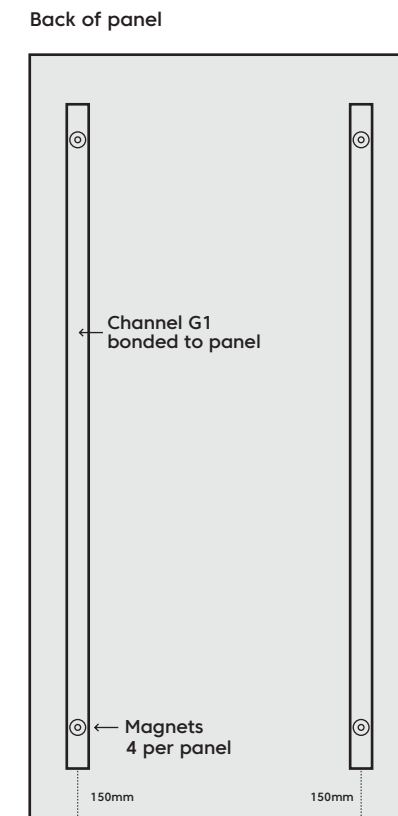 Back of panel
Channel G1
bonded to panel
Magnets
4 per panel
150mm
150mm